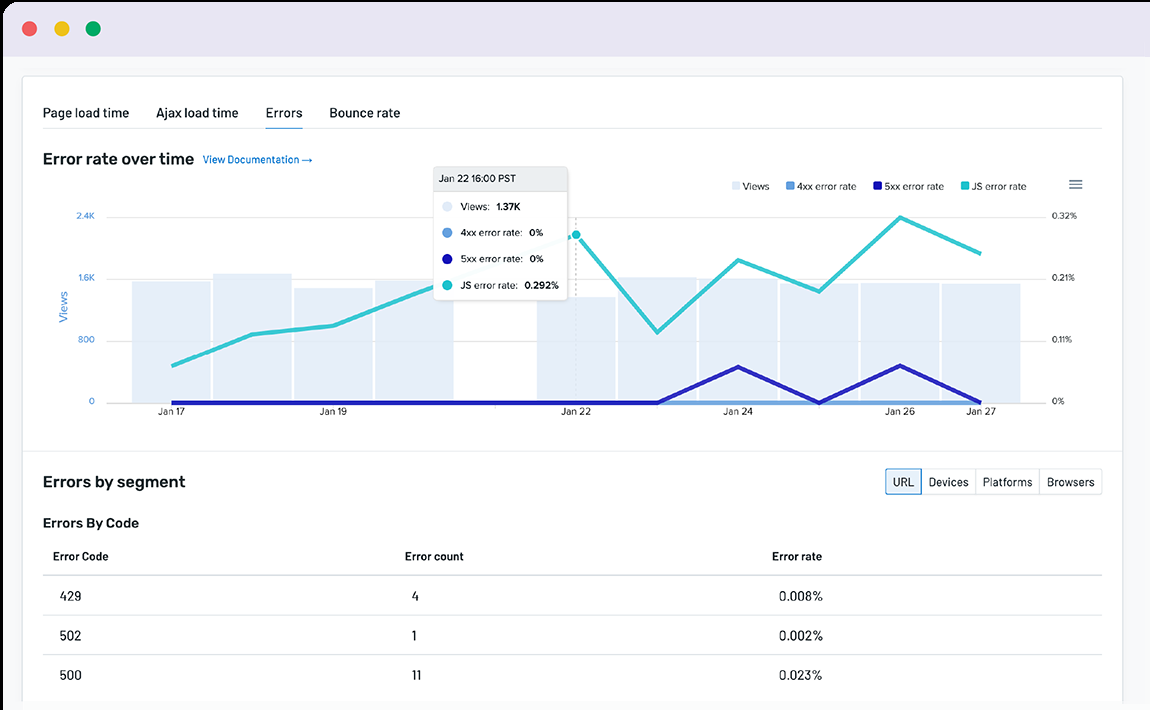 Page load time Ajax load time Errors Bounce rate
Error rate over time View Documentation →
Jan 22 16:00 PST
Views: 1.37K
4xx error rate: 0%
5xx error rate: 0%
JS error rate: 0.292%
Views 4xx error rate 5xx error rate JS error rate
2.4K 0.32%
1.6K 0.21%
Views
800 0.11%
0 0%
Jan 17 Jan 19 Jan 22 Jan 24 Jan 26 Jan 27
Errors by segment URL Devices Platforms Browsers
Errors By Code
Error Code Error count Error rate
429 4 0.008%
502 1 0.002%
500 11 0.023%